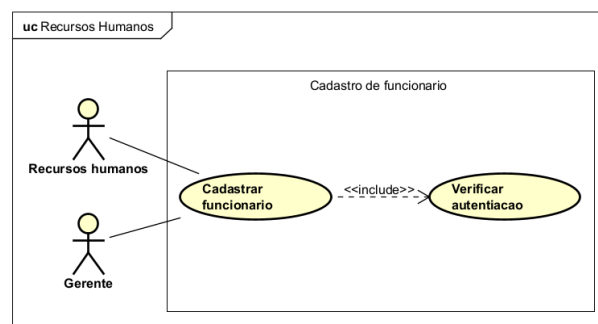 uc Recursos Humanos
Cadastro de funcionario
Recursos humanos
Cadastrar
funcionario
<<include>>
Verificar
autentiacao
Gerente